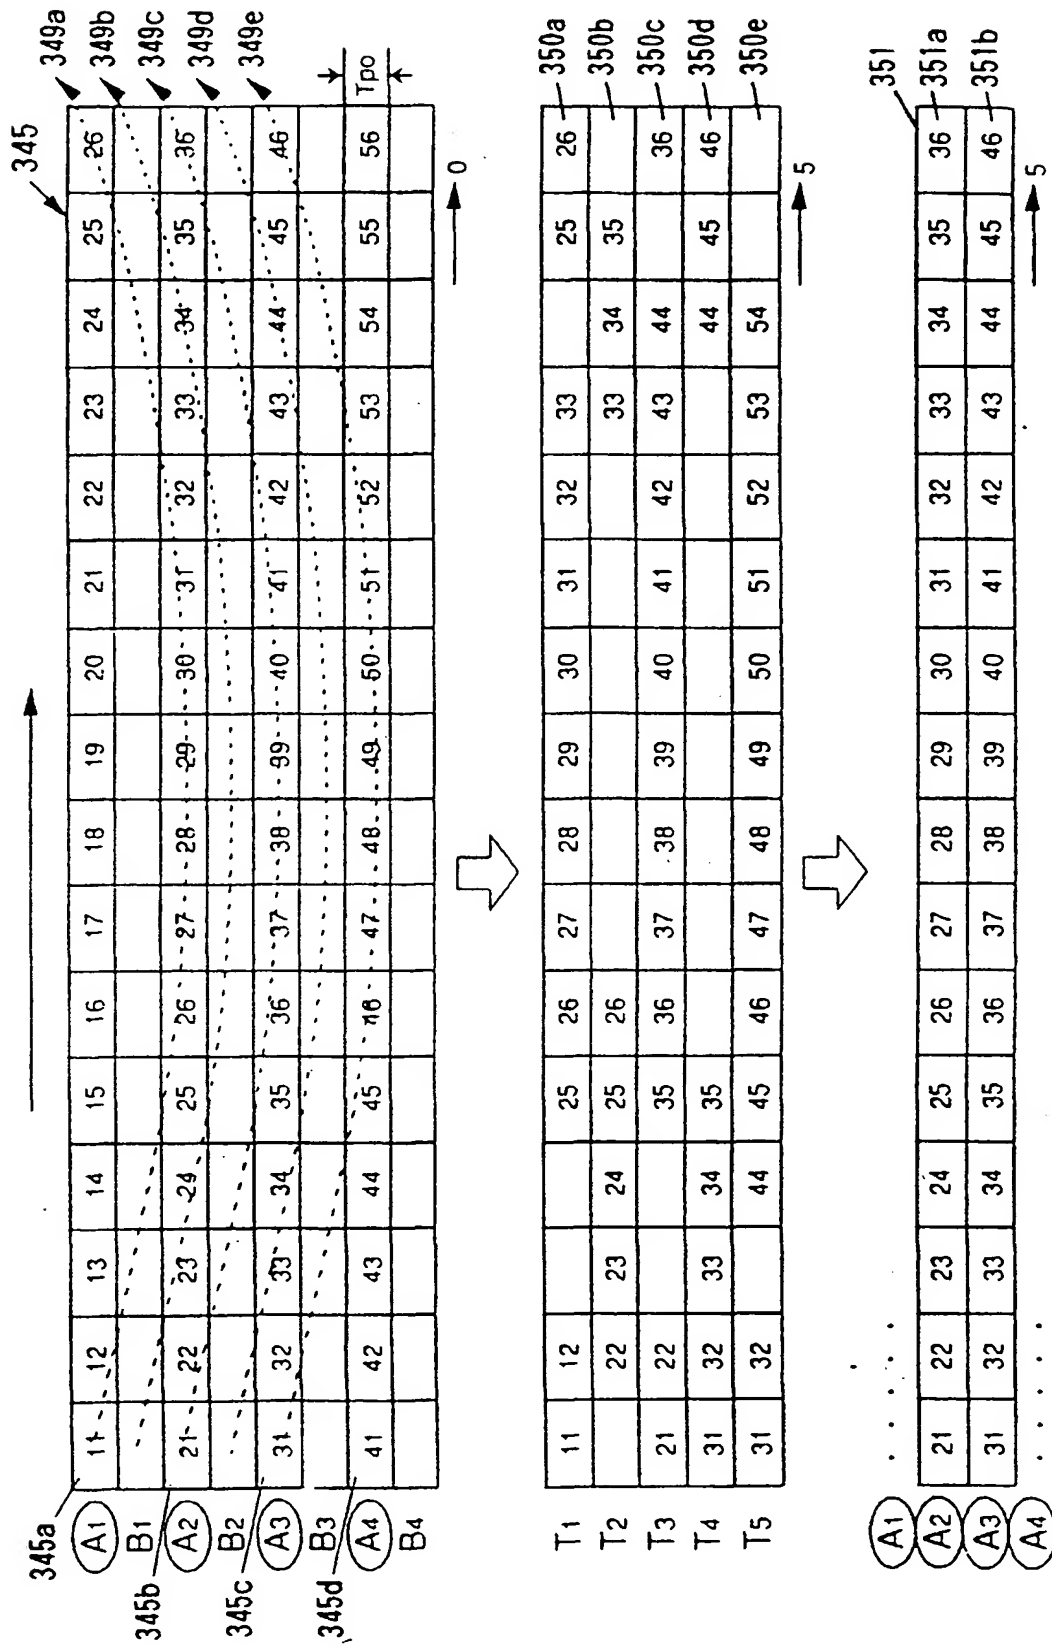 345
349a
349b
349c
349d
349e
345a
A1 11 12 13 14 15 16 17 18 19 20 21 22 23 24 25 26
B1
345b
A2 21 22 23 24 25 26 27 28 29 30 31 32 33 34 35 36
B2
345c
A3 31 32 33 34 35 36 37 38 39 40 41 42 43 44 45 46
B3
345d
A4 41 42 43 44 45 46 47 48 49 50 51 52 53 54 55 56
Tpo
B4
0
T1 11 12 25 26 27 28 29 30 31 32 33 25 26 350a
T2 22 23 24 25 26 33 34 35 350b
T3 21 22 35 36 37 38 39 40 41 42 43 44 36 350c
T4 31 32 33 34 35 44 45 46 350d
T5 31 32 44 45 46 47 48 49 50 51 52 53 54 350e
5
351
A1
A2 21 22 23 24 25 26 27 28 29 30 31 32 33 34 35 36 351a
A3 31 32 33 34 35 36 37 38 39 40 41 42 43 44 45 46 351b
A4
5